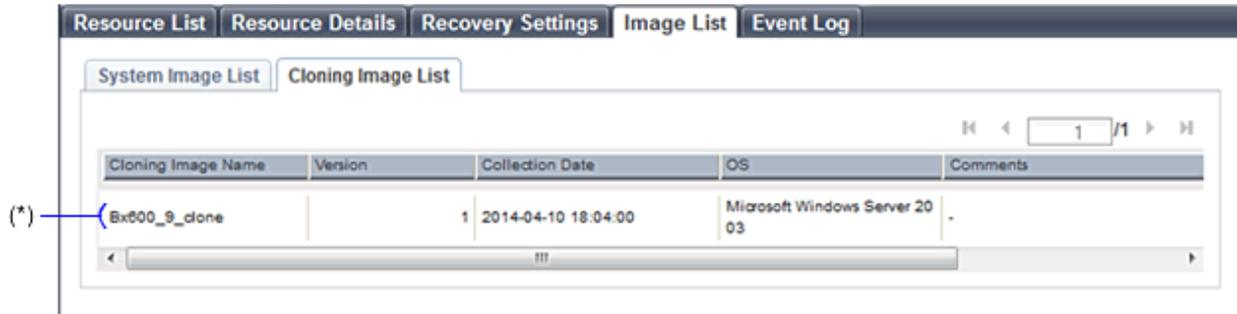 Resource List Resource Details Recovery Settings Image List Event Log
System Image List Cloning Image List
1 /1
Cloning Image Name Version Collection Date OS Comments
(*) Bx600_9_clone 1 2014-04-10 18:04:00 Microsoft Windows Server 20 -
03